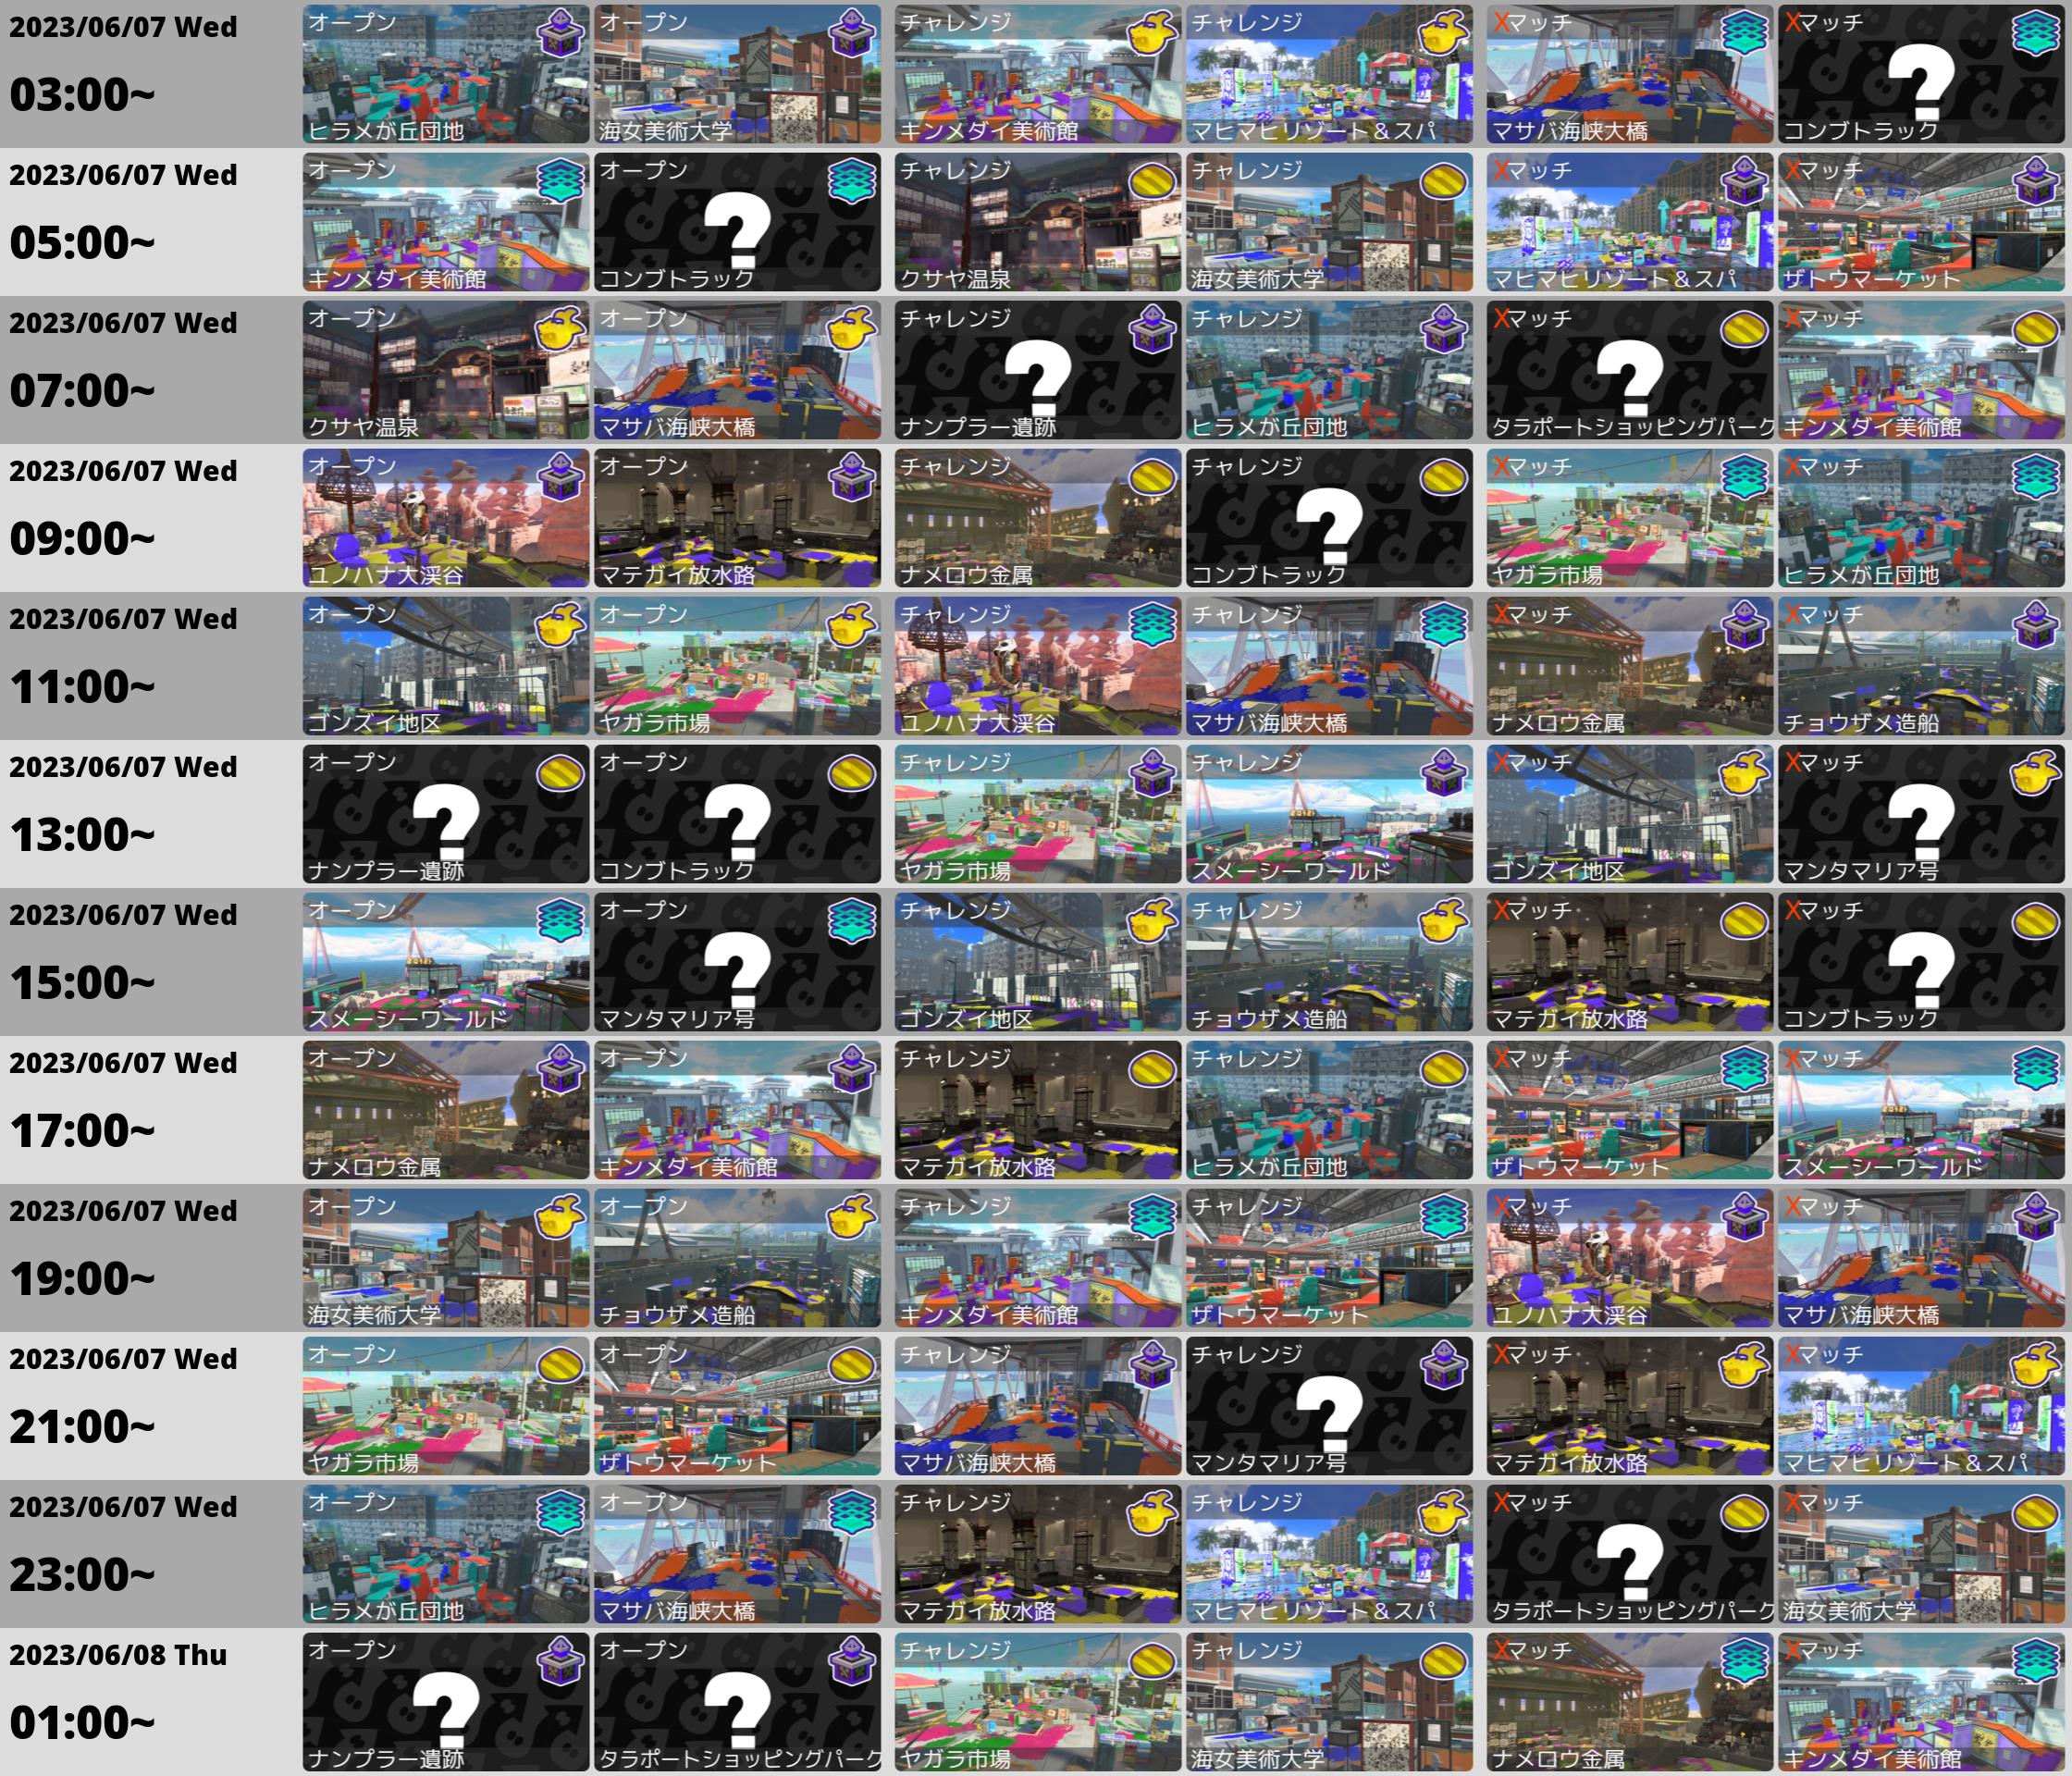 2023/06/07 Wed
03:00~
オープン オープン チャレンジ チャレンジ Xマッチ Xマッチ
ヒラメが丘団地 海女美術大学 キンメダイ美術館 マヒマヒリゾート＆スパ マサバ海峡大橋 コンブトラック
2023/06/07 Wed
05:00~
オープン オープン チャレンジ チャレンジ Xマッチ Xマッチ
キンメダイ美術館 コンブトラック クサヤ温泉 海女美術大学 マヒマヒリゾート＆スパ ザトウマーケット
2023/06/07 Wed
07:00~
オープン オープン チャレンジ チャレンジ Xマッチ Xマッチ
クサヤ温泉 マサバ海峡大橋 ナンプラー遺跡 ヒラメが丘団地 タラポートショッピングパーク キンメダイ美術館
2023/06/07 Wed
09:00~
オープン オープン チャレンジ チャレンジ Xマッチ Xマッチ
ユノハナ大渓谷 マテガイ放水路 ナメロウ金属 コンブトラック ヤガラ市場 ヒラメが丘団地
2023/06/07 Wed
11:00~
オープン オープン チャレンジ チャレンジ Xマッチ Xマッチ
ゴンズイ地区 ヤガラ市場 ユノハナ大渓谷 マサバ海峡大橋 ナメロウ金属 チョウザメ造船
2023/06/07 Wed
13:00~
オープン オープン チャレンジ チャレンジ Xマッチ Xマッチ
ナンプラー遺跡 コンブトラック ヤガラ市場 スメーシーワールド ゴンズイ地区 マンタマリア号
2023/06/07 Wed
15:00~
オープン オープン チャレンジ チャレンジ Xマッチ Xマッチ
スメーシーワールド マンタマリア号 ゴンズイ地区 チョウザメ造船 マテガイ放水路 コンブトラック
2023/06/07 Wed
17:00~
オープン オープン チャレンジ チャレンジ Xマッチ Xマッチ
ナメロウ金属 キンメダイ美術館 マテガイ放水路 ヒラメが丘団地 ザトウマーケット スメーシーワールド
2023/06/07 Wed
19:00~
オープン オープン チャレンジ チャレンジ Xマッチ Xマッチ
海女美術大学 チョウザメ造船 キンメダイ美術館 ザトウマーケット ユノハナ大渓谷 マサバ海峡大橋
2023/06/07 Wed
21:00~
オープン オープン チャレンジ チャレンジ Xマッチ Xマッチ
ヤガラ市場 ザトウマーケット マサバ海峡大橋 マンタマリア号 マテガイ放水路 マヒマヒリゾート＆スパ
2023/06/07 Wed
23:00~
オープン オープン チャレンジ チャレンジ Xマッチ Xマッチ
ヒラメが丘団地 マサバ海峡大橋 マテガイ放水路 マヒマヒリゾート＆スパ タラポートショッピングパーク 海女美術大学
2023/06/08 Thu
01:00~
オープン オープン チャレンジ チャレンジ Xマッチ Xマッチ
ナンプラー遺跡 タラポートショッピングパーク ヤガラ市場 海女美術大学 ナメロウ金属 キンメダイ美術館